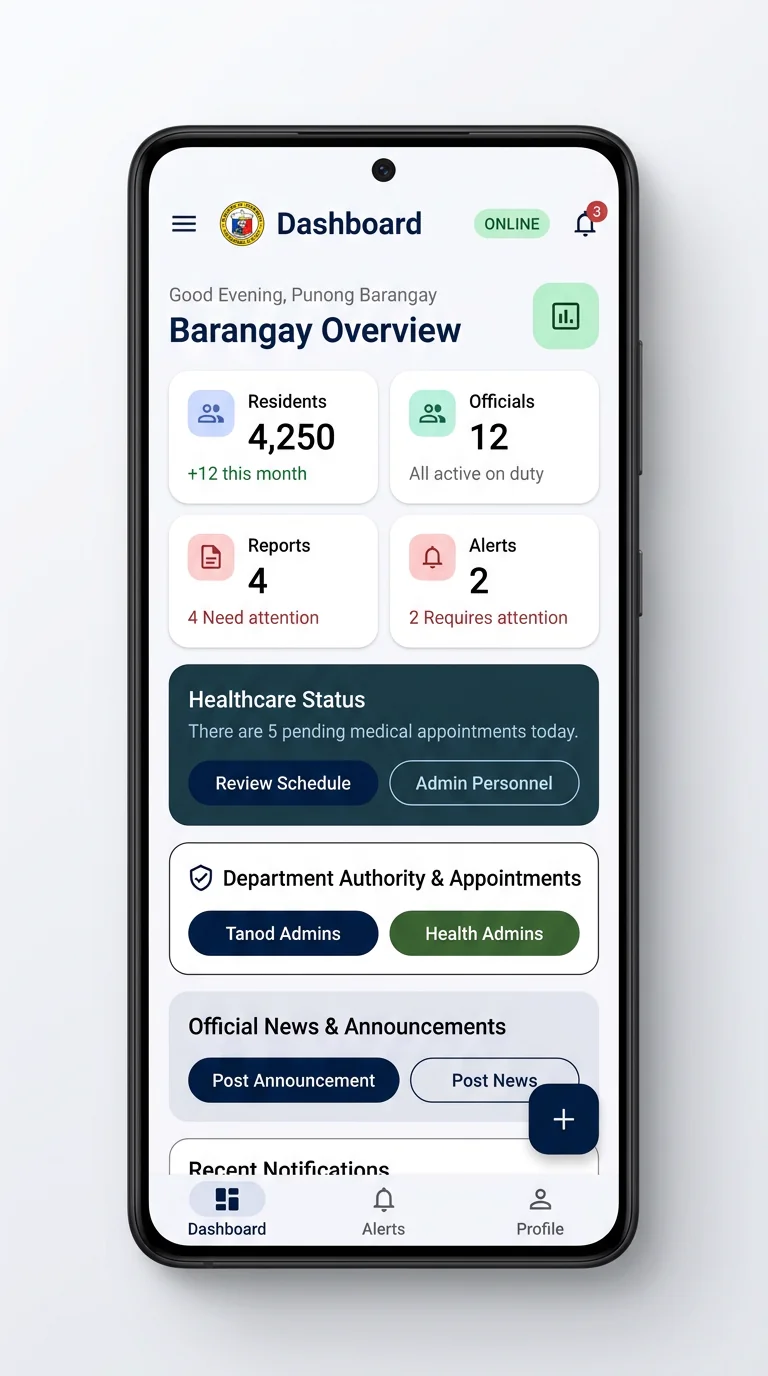 Dashboard
ONLINE
3
Good Evening, Punong Barangay
Barangay Overview
Residents
4,250
+12 this month
Officials
12
All active on duty
Reports
4
4 Need attention
Alerts
2
2 Requires attention
Healthcare Status
There are 5 pending medical appointments today.
Review Schedule
Admin Personnel
Department Authority & Appointments
Tanod Admins
Health Admins
Official News & Announcements
Post Announcement
Post News
+
Recent Notifications
Dashboard
Alerts
Profile